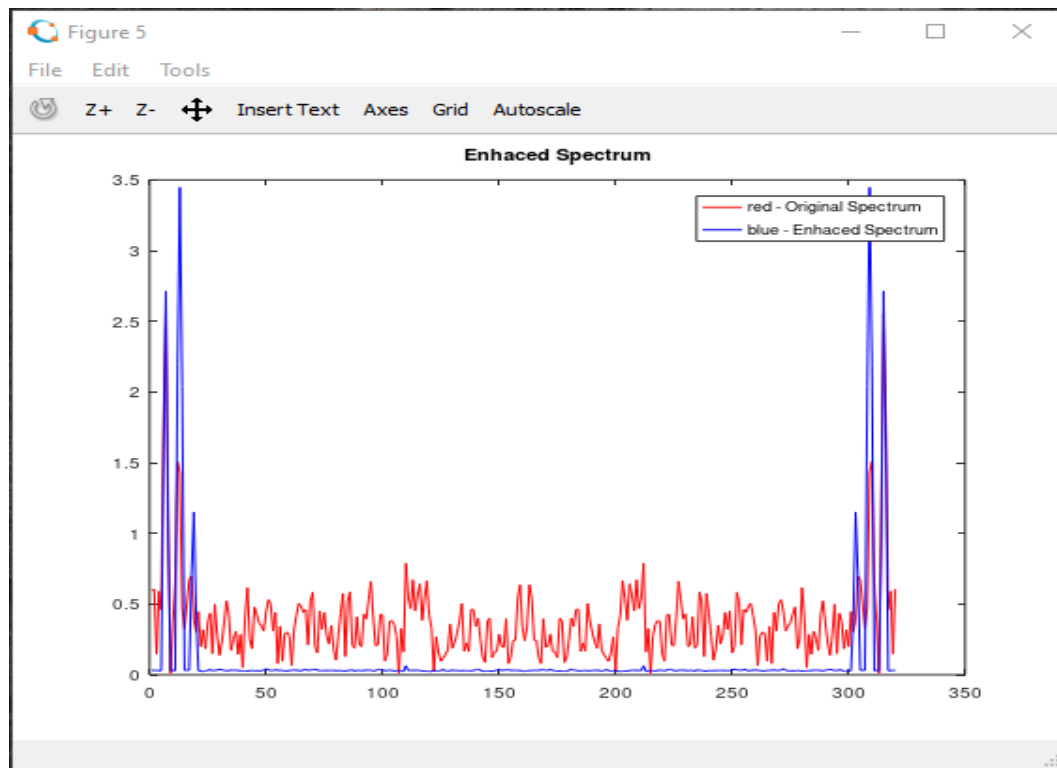 Figure 5
File Edit Tools
Z+ Z- Insert Text Axes Grid Autoscale
Enhaced Spectrum
3.5
3
2.5
2
1.5
1
0.5
0
red - Original Spectrum
blue - Enhaced Spectrum
0 50 100 150 200 250 300 350